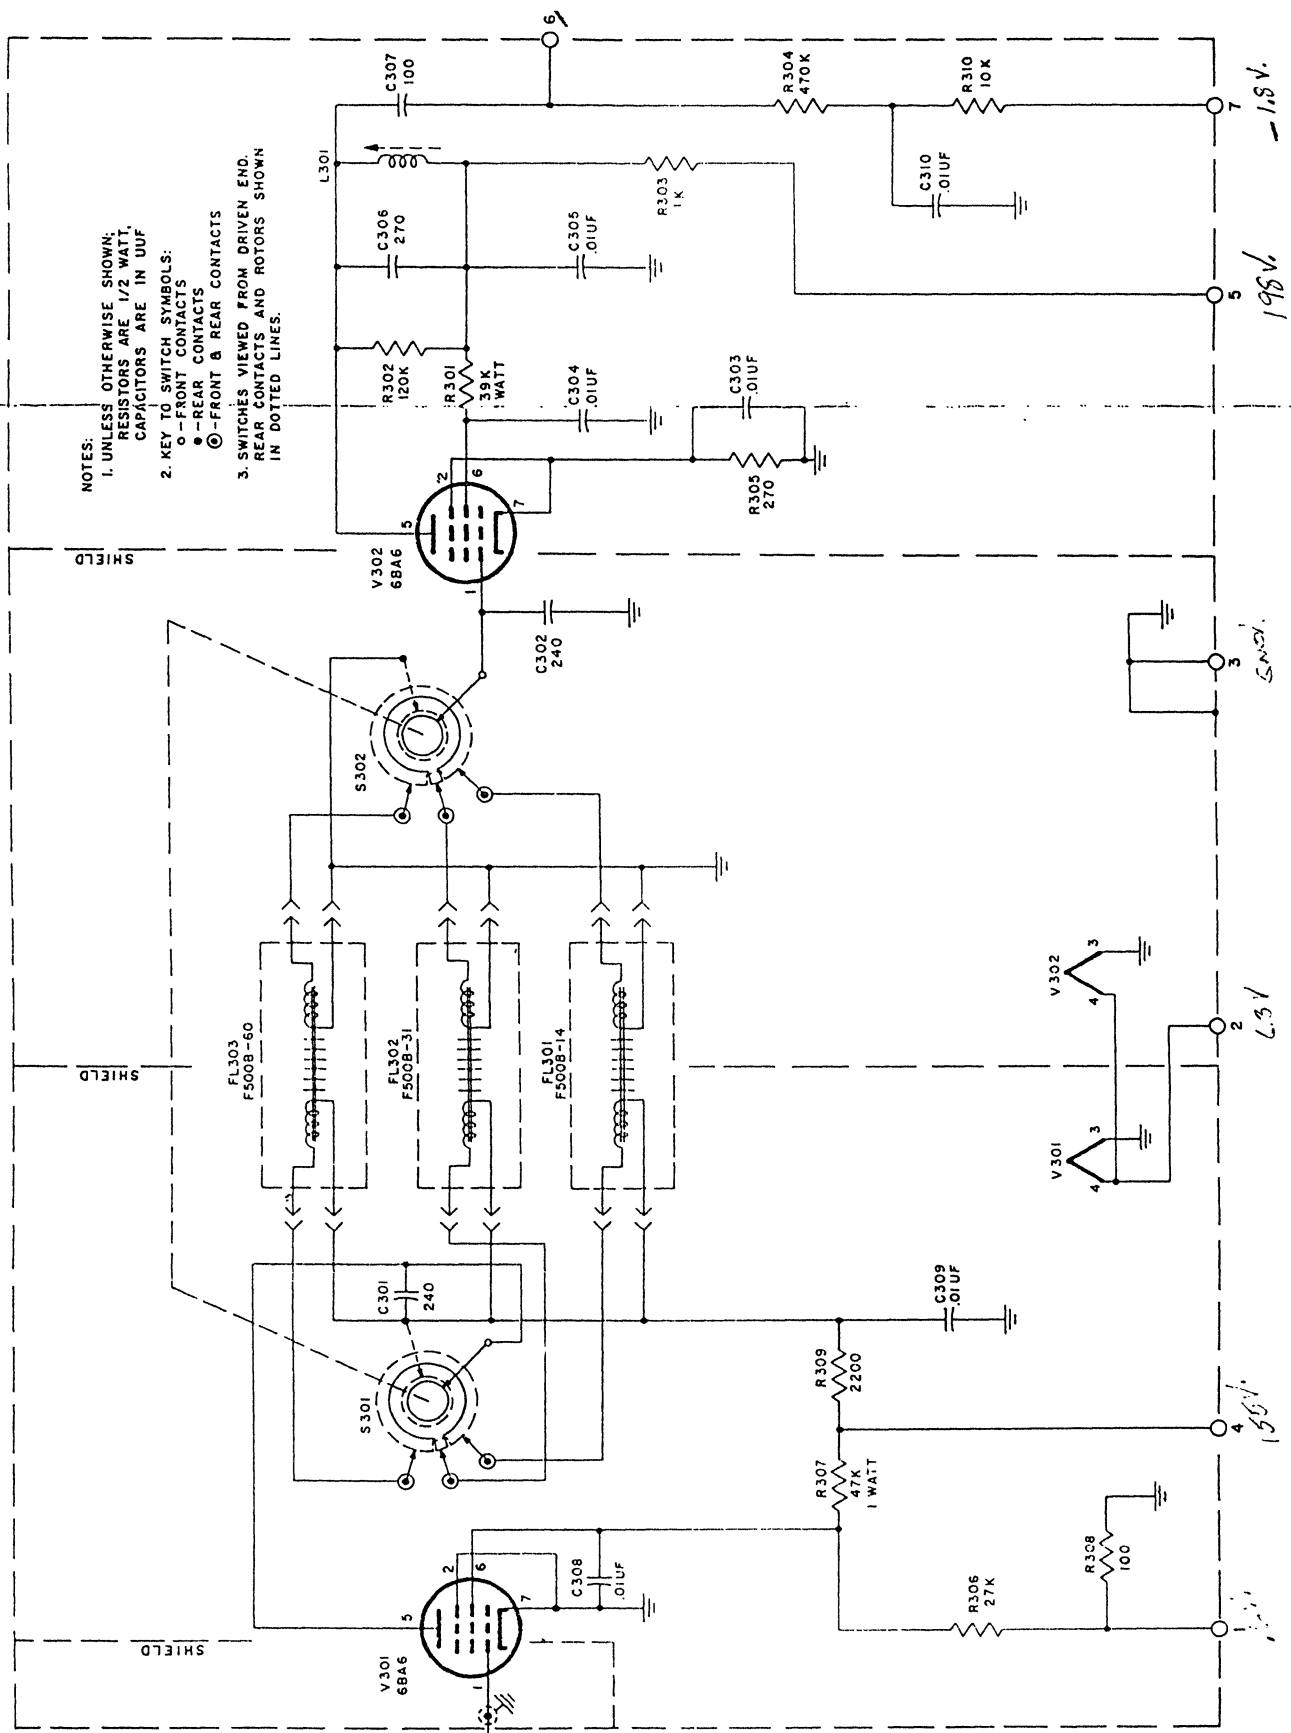 NOTES:
1. UNLESS OTHERWISE SHOWN;
RESISTORS ARE 1/2 WATT,
CAPACITORS ARE IN UUF
2. KEY TO SWITCH SYMBOLS:
-FRONT CONTACTS
-REAR CONTACTS
-FRONT & REAR CONTACTS
3. SWITCHES VIEWED FROM DRIVEN END.
REAR CONTACTS AND ROTORS SHOWN
IN DOTTED LINES.
SHIELD
SHIELD
SHIELD
V301
6BA6
1
5
2
6
7
C308
.01UF
S301
C301
240
FL303
F500B-60
FL302
F500B-31
FL301
F500B-14
S302
C302
240
V302
6BA6
1
5
2
6
7
R302
120K
R301
39K
WATT
C304
.01UF
R305
270
C303
.01UF
C306
270
C305
.01UF
L301
C307
100
R303
1K
R304
470K
R310
10K
C310
.01UF
6
R306
27K
R308
100
R307
47K
1 WATT
R309
2200
C309
.01UF
V301
4
3
V302
4
3
4
2
6.3V
3
GND.
5
198V.
7
-1.8V.